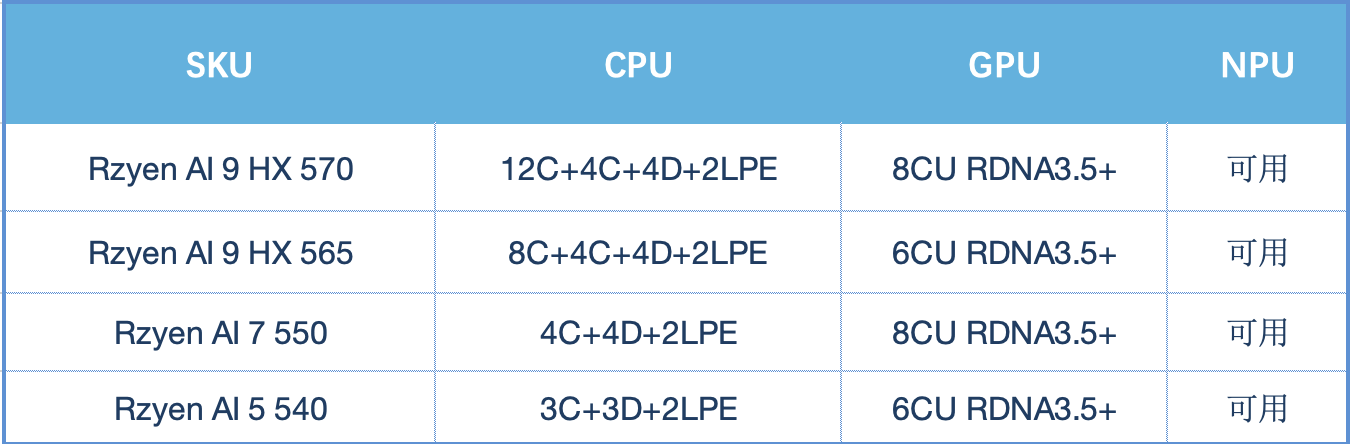 SKU CPU GPU NPU
Rzyen AI 9 HX 570 12C+4C+4D+2LPE 8CU RDNA3.5+ 可用
Rzyen AI 9 HX 565 8C+4C+4D+2LPE 6CU RDNA3.5+ 可用
Rzyen AI 7 550 4C+4D+2LPE 8CU RDNA3.5+ 可用
Rzyen AI 5 540 3C+3D+2LPE 6CU RDNA3.5+ 可用